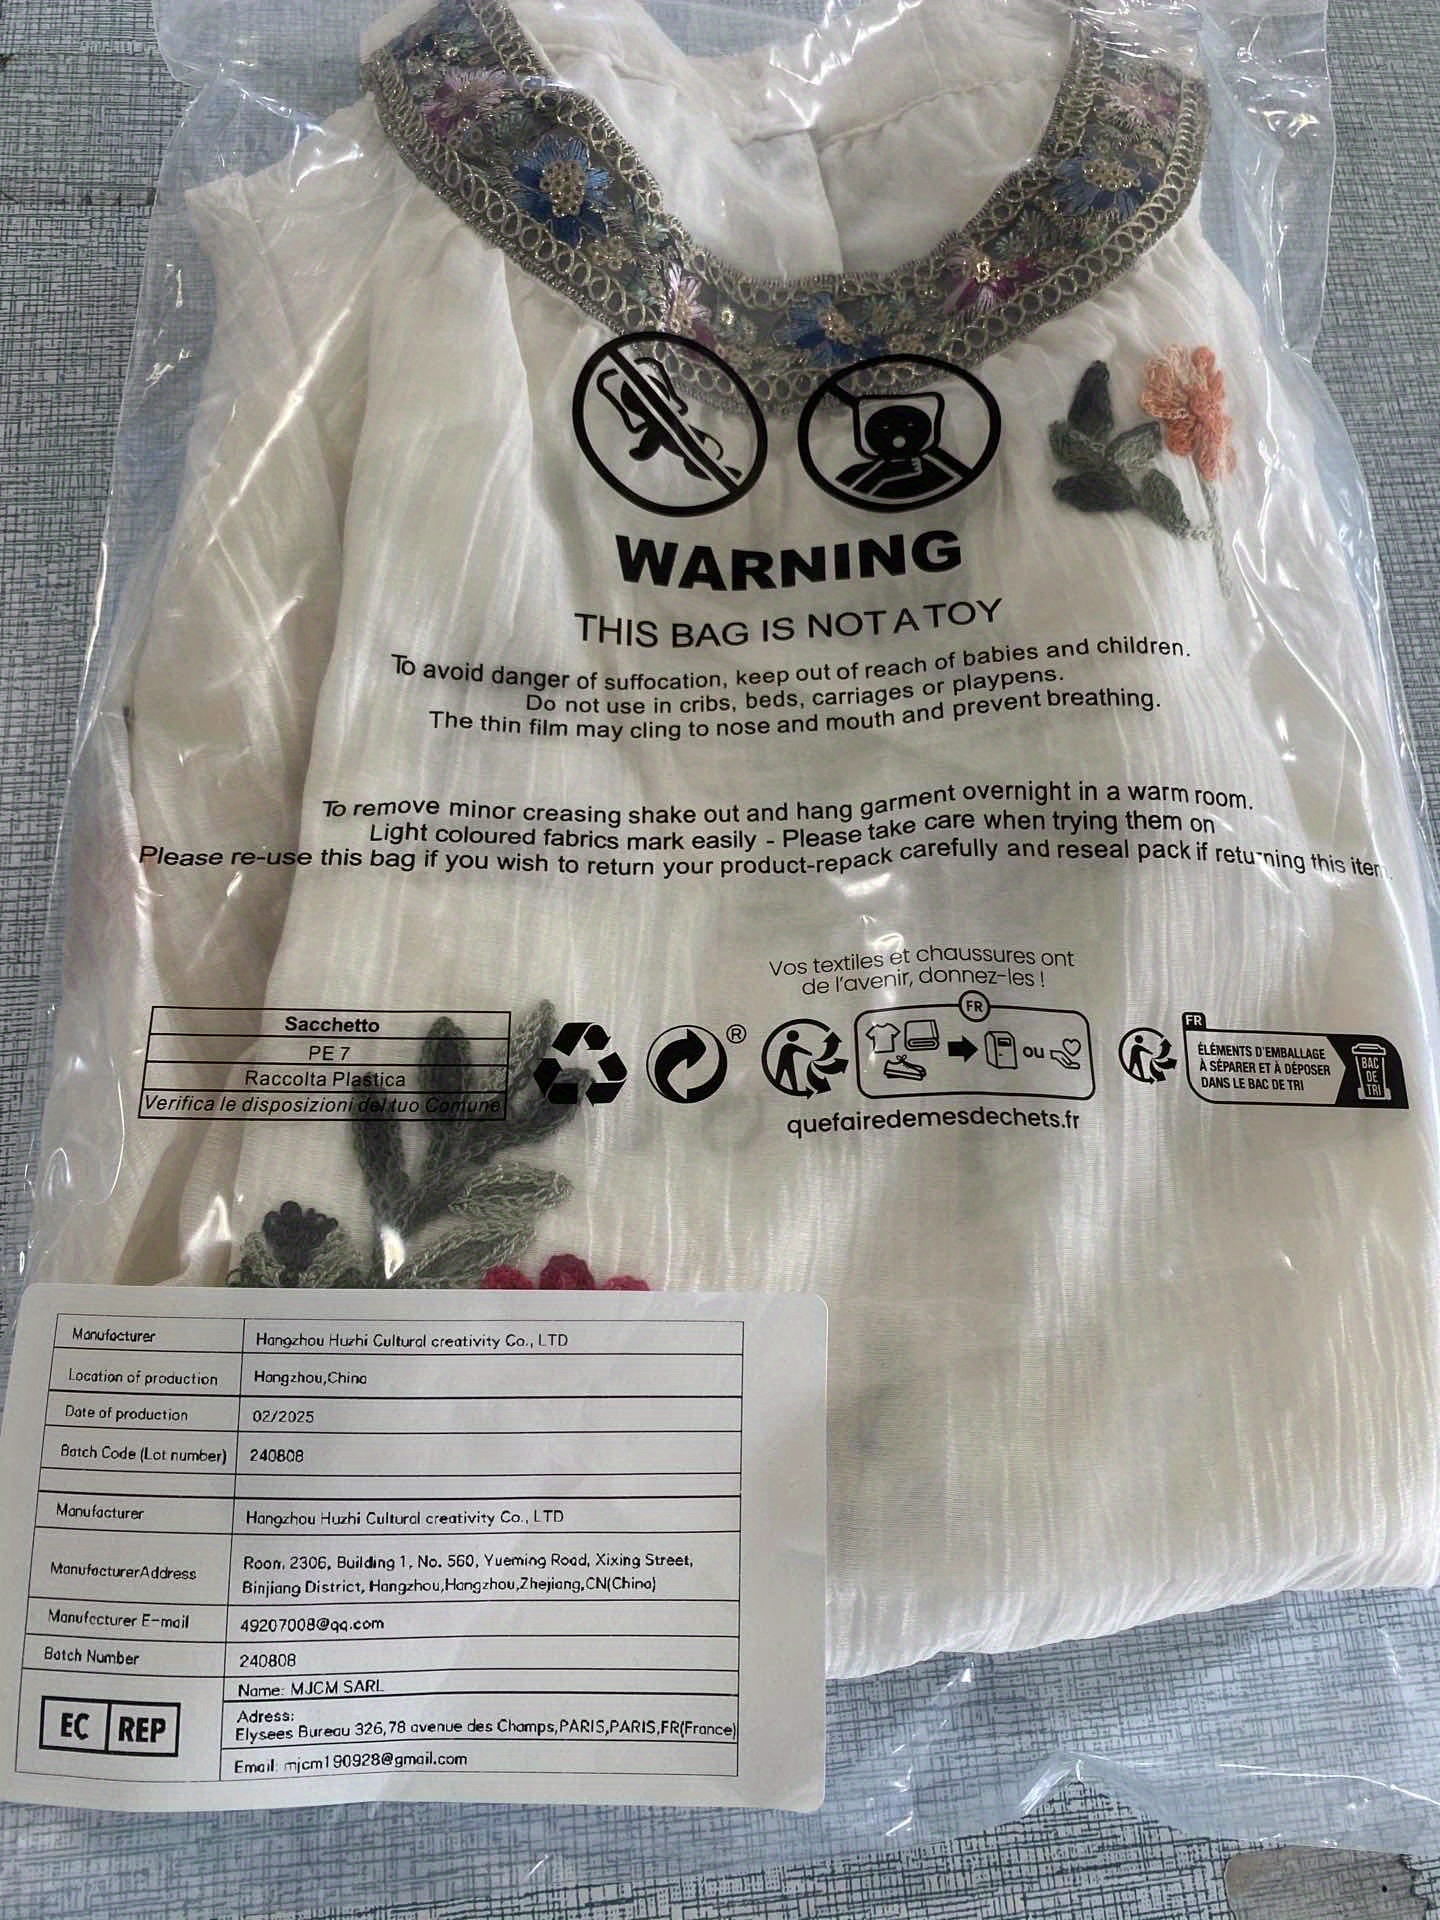 WARNING
THIS BAG IS NOT A TOY
To avoid danger of suffocation, keep out of reach of babies and children.
Do not use in cribs, beds, carriages or playpens.
The thin film may cling to nose and mouth and prevent breathing.
To remove minor creasing shake out and hang garment overnight in a warm room.
Light coloured fabrics mark easily - Please take care when trying them on
Please re-use this bag if you wish to return your product-repack carefully and reseal pack if returning this item.
Vos textiles et chaussures ont
de l'avenir, donnez-les !
Sacchetto
PE 7
Raccolta Plastica
Verifica le disposizioni del tuo Comune
®
FR
ou
quefairedemesdechets.fr
FR
ÉLÉMENTS D'EMBALLAGE
À SÉPARER ET À DÉPOSER
DANS LE BAC DE TRI
BAC
DE
TRI
Manufacturer Hangzhou Huzhi Cultural creativity Co., LTD
Location of production Hangzhou,China
Date of production 02/2025
Batch Code (Lot number) 240808
Manufacturer Hangzhou Huzhi Cultural creativity Co., LTD
ManufacturerAddress Room 2306, Building 1, No. 560, Yueming Road, Xixing Street,
Binjiang District, Hangzhou,Hangzhou,Zhejiang,CN(China)
Manufacturer E-mail 49207008@qq.com
Batch Number 240808
EC REP
Name: MJCM SARL
Adress:
Elysees Bureau 326,78 avenue des Champs,PARIS,PARIS,FR(France)
Email: mjcm190928@gmail.com